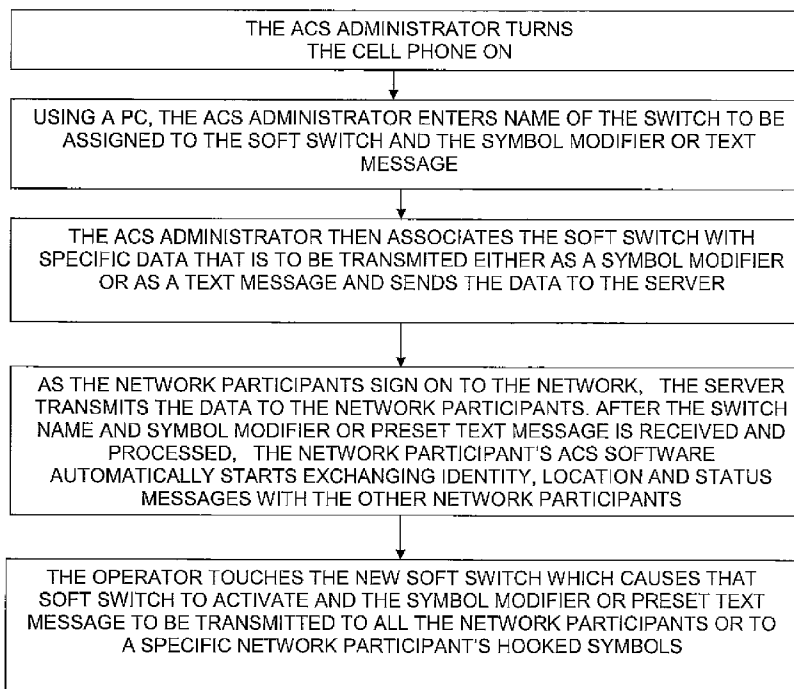 THE ACS ADMINISTRATOR TURNS
THE CELL PHONE ON
USING A PC, THE ACS ADMINISTRATOR ENTERS NAME OF THE SWITCH TO BE
ASSIGNED TO THE SOFT SWITCH AND THE SYMBOL MODIFIER OR TEXT
MESSAGE
THE ACS ADMINISTRATOR THEN ASSOCIATES THE SOFT SWITCH WITH
SPECIFIC DATA THAT IS TO BE TRANSMITED EITHER AS A SYMBOL MODIFIER
OR AS A TEXT MESSAGE AND SENDS THE DATA TO THE SERVER
AS THE NETWORK PARTICIPANTS SIGN ON TO THE NETWORK, THE SERVER
TRANSMITS THE DATA TO THE NETWORK PARTICIPANTS. AFTER THE SWITCH
NAME AND SYMBOL MODIFIER OR PRESET TEXT MESSAGE IS RECEIVED AND
PROCESSED, THE NETWORK PARTICIPANT'S ACS SOFTWARE
AUTOMATICALLY STARTS EXCHANGING IDENTITY, LOCATION AND STATUS
MESSAGES WITH THE OTHER NETWORK PARTICIPANTS
THE OPERATOR TOUCHES THE NEW SOFT SWITCH WHICH CAUSES THAT
SOFT SWITCH TO ACTIVATE AND THE SYMBOL MODIFIER OR PRESET TEXT
MESSAGE TO BE TRANSMITTED TO ALL THE NETWORK PARTICIPANTS OR TO
A SPECIFIC NETWORK PARTICIPANT'S HOOKED SYMBOLS